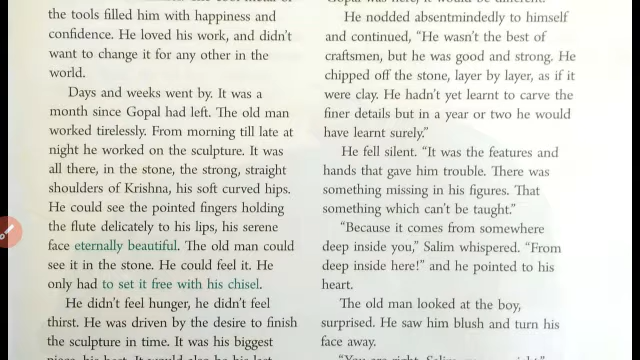 the tools filled him with happiness and
confidence. He loved his work, and didn't
want to change it for any other in the
world.
Days and weeks went by. It was a
month since Gopal had left. The old man
worked tirelessly. From morning till late at
night he worked on the sculpture. It was
all there, in the stone, the strong, straight
shoulders of Krishna, his soft curved hips.
He could see the pointed fingers holding
the flute delicately to his lips, his serene
face eternally beautiful. The old man could
see it in the stone. He could feel it. He
only had to set it free with his chisel.
He didn't feel hunger, he didn't feel
thirst. He was driven by the desire to finish
the sculpture in time. It was his biggest
He nodded absentmindedly to himself
and continued, "He wasn't the best of
craftsmen, but he was good and strong. He
chipped off the stone, layer by layer, as if it
were clay. He hadn't yet learnt to carve the
finer details but in a year or two he would
have learnt surely."
He fell silent. "It was the features and
hands that gave him trouble. There was
something missing in his figures. That
something which can't be taught."
"Because it comes from somewhere
deep inside you," Salim whispered. "From
deep inside here!" and he pointed to his
heart.
The old man looked at the boy,
surprised. He saw him blush and turn his
face away.